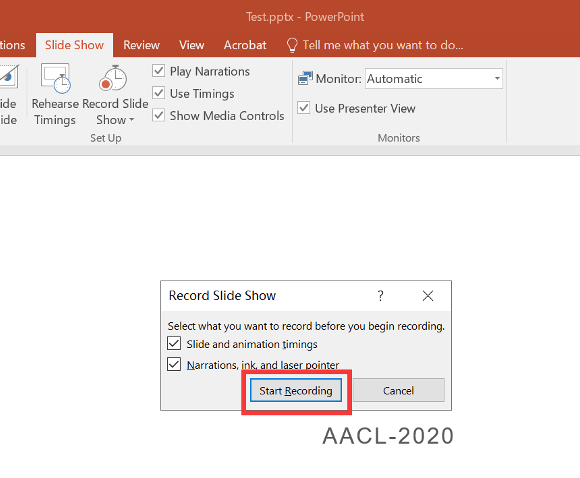 Test.pptx - PowerPoint
tions Slide Show Review View Acrobat Tell me what you want to do...
ide Rehearse Record Slide Play Narrations Monitor: Automatic
lide Timings Show Use Timings Use Presenter View
Show Media Controls
Set Up Monitors
Record Slide Show ?
Select what you want to record before you begin recording.
Slide and animation timings
Narrations, ink, and laser pointer
Start Recording Cancel
AACL-2020